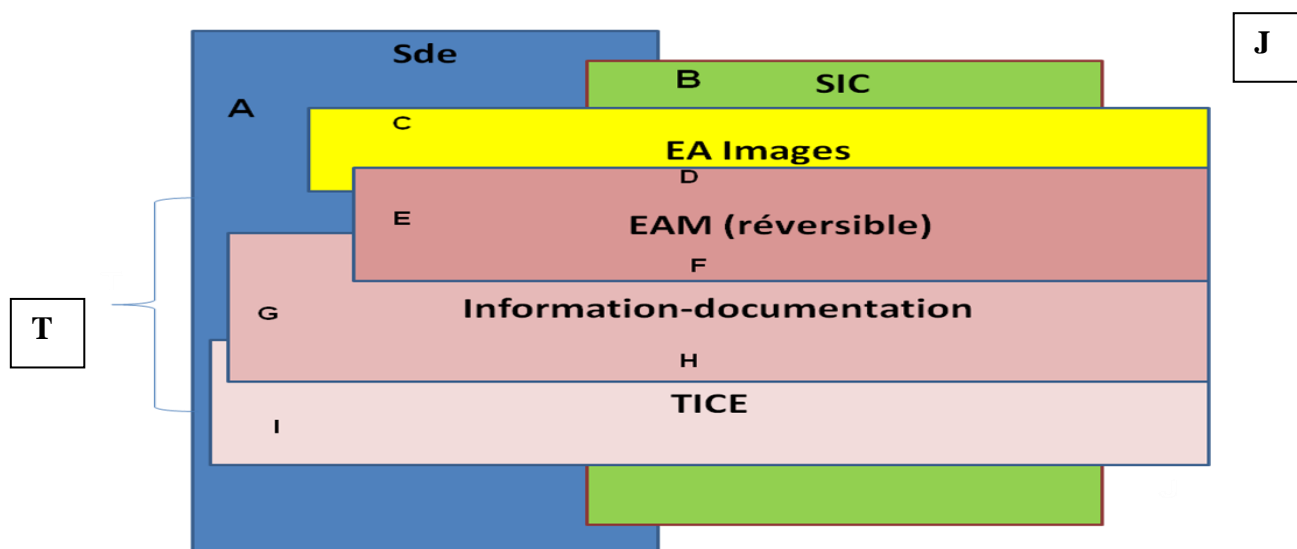 J
Sde
B
SIC
A
C
EA Images
D
E
EAM (réversible)
F
G
Information-documentation
T
H
TICE
I